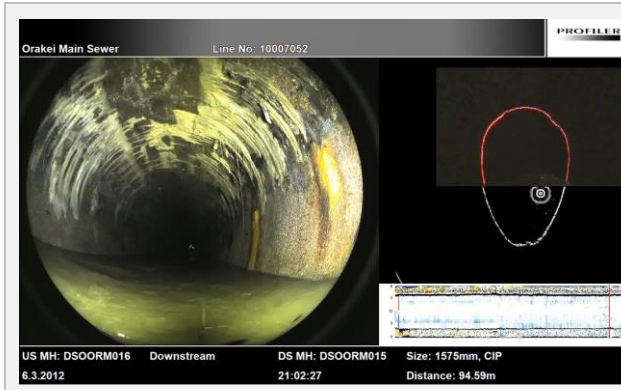 PROFILER
Orakei Main Sewer Line No: 10007052
US MH: DSOORM016 Downstream DS MH: DSOORM015 Size: 1575mm, CIP
6.3.2012 21:02:27 Distance: 94.59m